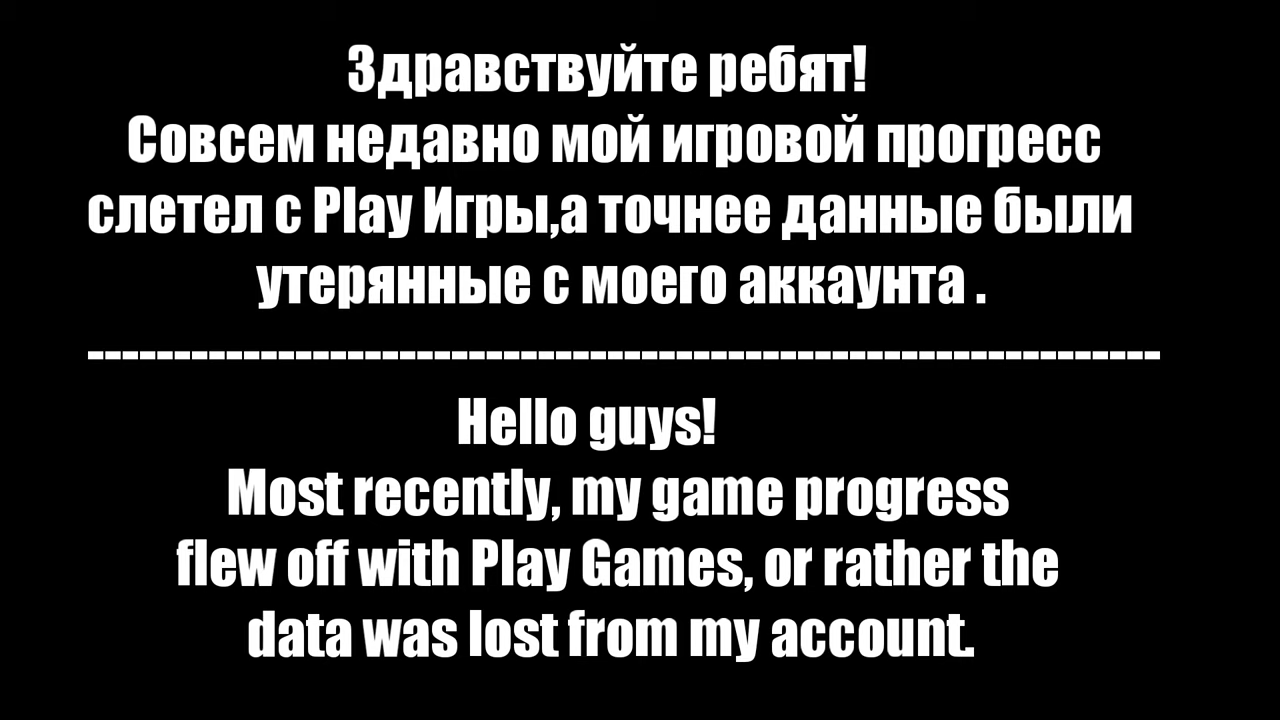 Здравствуйте ребят!
Совсем недавно мой игровой прогресс
слетел с Play Игры,а точнее данные были
утерянные с моего аккаунта .
--------------------------------------------------------------
Hello guys!
Most recently, my game progress
flew off with Play Games, or rather the
data was lost from my account.